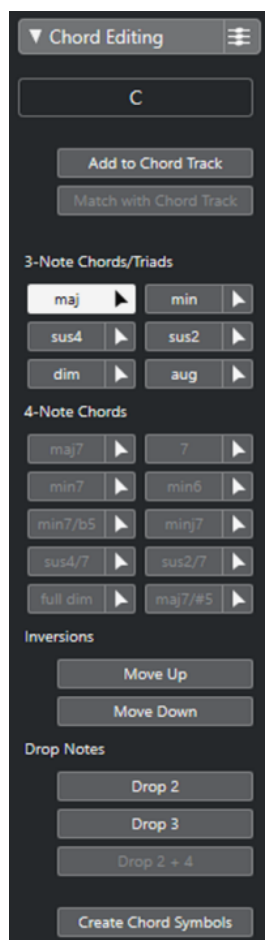 Chord Editing
C
Add to Chord Track
Match with Chord Track
3-Note Chords/Triads
maj min
sus4 sus2
dim aug
4-Note Chords
maj7 7
min7 min6
min7/b5 minj7
sus4/7 sus2/7
full dim maj7/#5
Inversions
Move Up
Move Down
Drop Notes
Drop 2
Drop 3
Drop 2 + 4
Create Chord Symbols